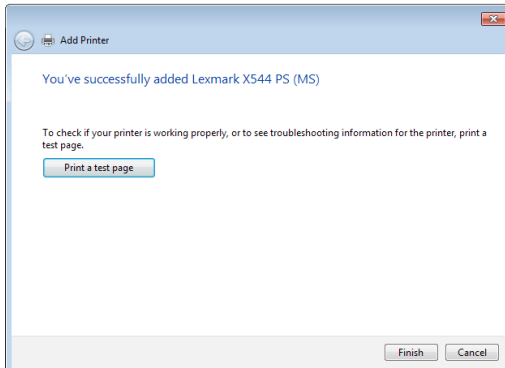 Add Printer
You've successfully added Lexmark X544 PS (MS)
To check if your printer is working properly, or to see troubleshooting information for the printer, print a
test page.
Print a test page
Finish Cancel